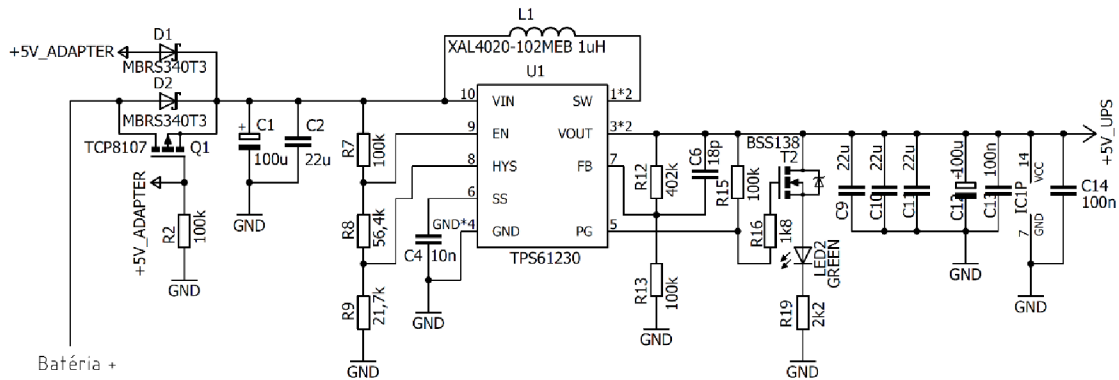 L1
XAL4020-102MEB 1uH
D1
+5V_ADAPTER
MBRS340T3
D2
MBRS340T3
TCP8107
Q1
+5V_ADAPTER
R2
100k
GND
Batéria +
C1
+
100u
C2
22u
GND
R7
100k
R8
56,4k
R9
21,7k
GND
U1
10
VIN
SW
1*2
9
EN
VOUT
3*2
8
HYS
FB
7
6
SS
GND*4
GND
PG
5
TPS61230
C4
10n
GND
R12
402k
C6
18p
R13
100k
GND
R15
100k
BSS138
T2
R16
1k8
LED2
GREEN
R19
2k2
GND
22u
C9
22u
C10
22u
C11
+
100u
C12
100n
C13
GND
14
VCC
IC1P
7
GND
GND
C14
100n
+5V_UPS